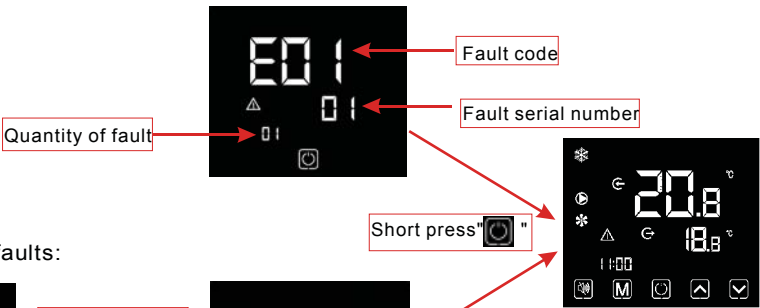 E01
Fault code
01
Fault serial number
Quantity of fault
01
20.8 °C
Short press" "
18.8 °C
aults:
11:00
M